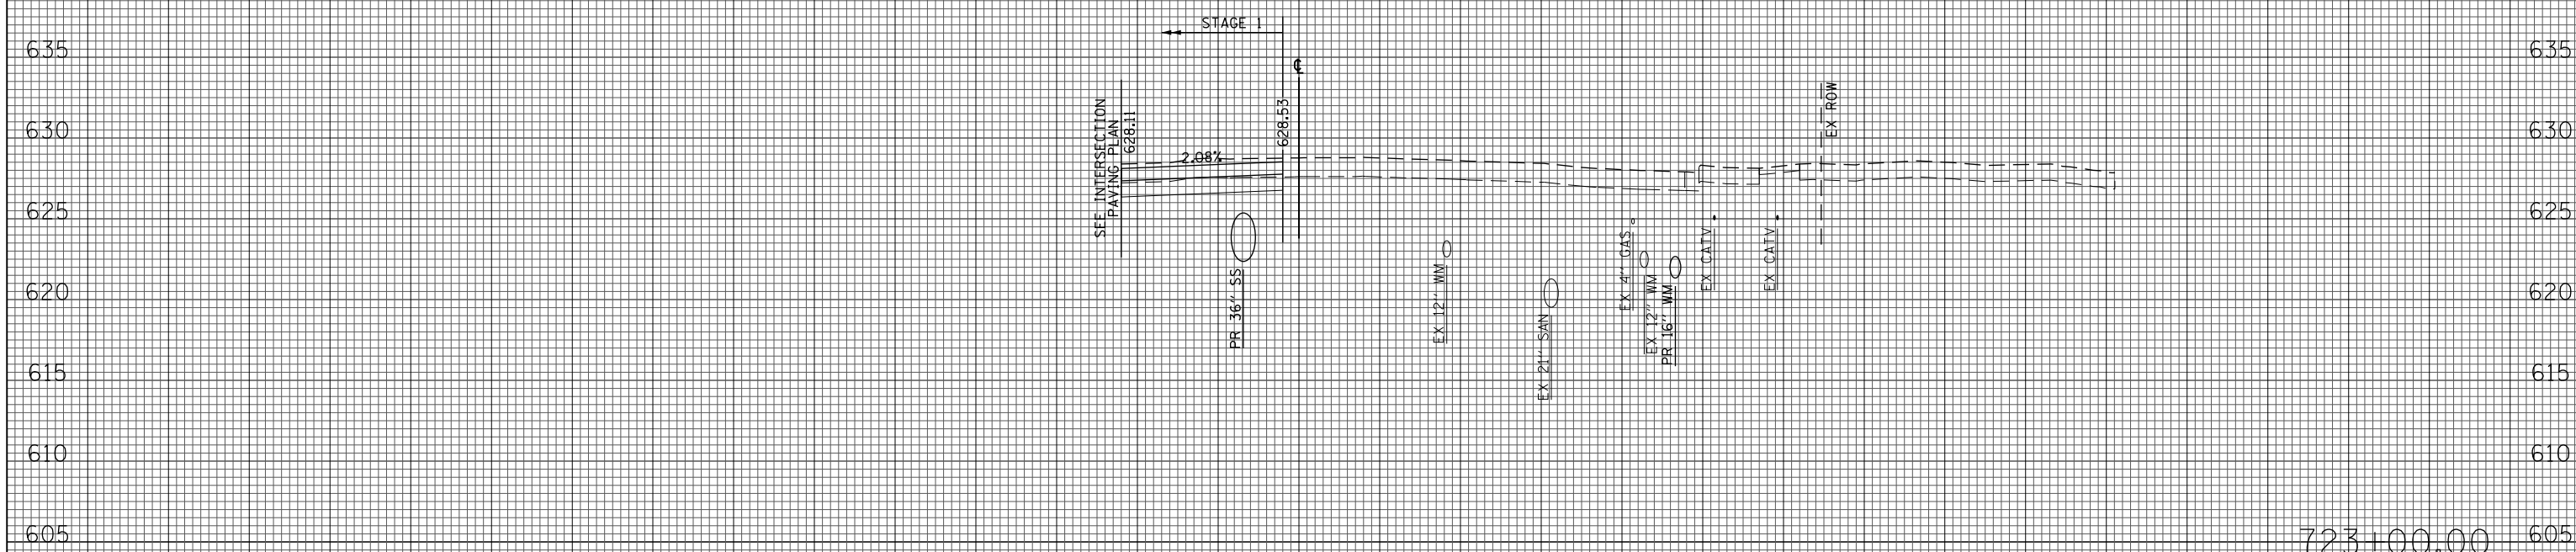 STAGE 1
635
635
℄
SEE INTERSECTION
PAVING PLAN
628.11
628.53
EX ROW
630
630
2.08%
625
625
PR 36" SS
EX 12" WM
EX 21" SAN
EX 4" GAS
EX 12" WM
PR 16" WM
EX CATV
EX CATV
620
620
615
615
610
610
605
605
723+00.00